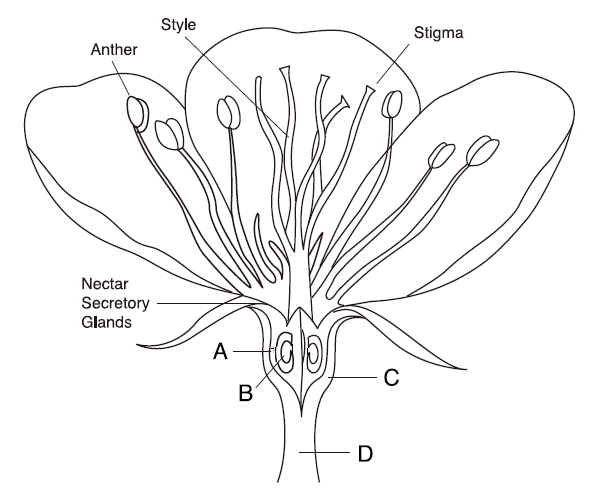 Style
Stigma
Anther
Nectar
Secretory
Glands
A
B
C
D